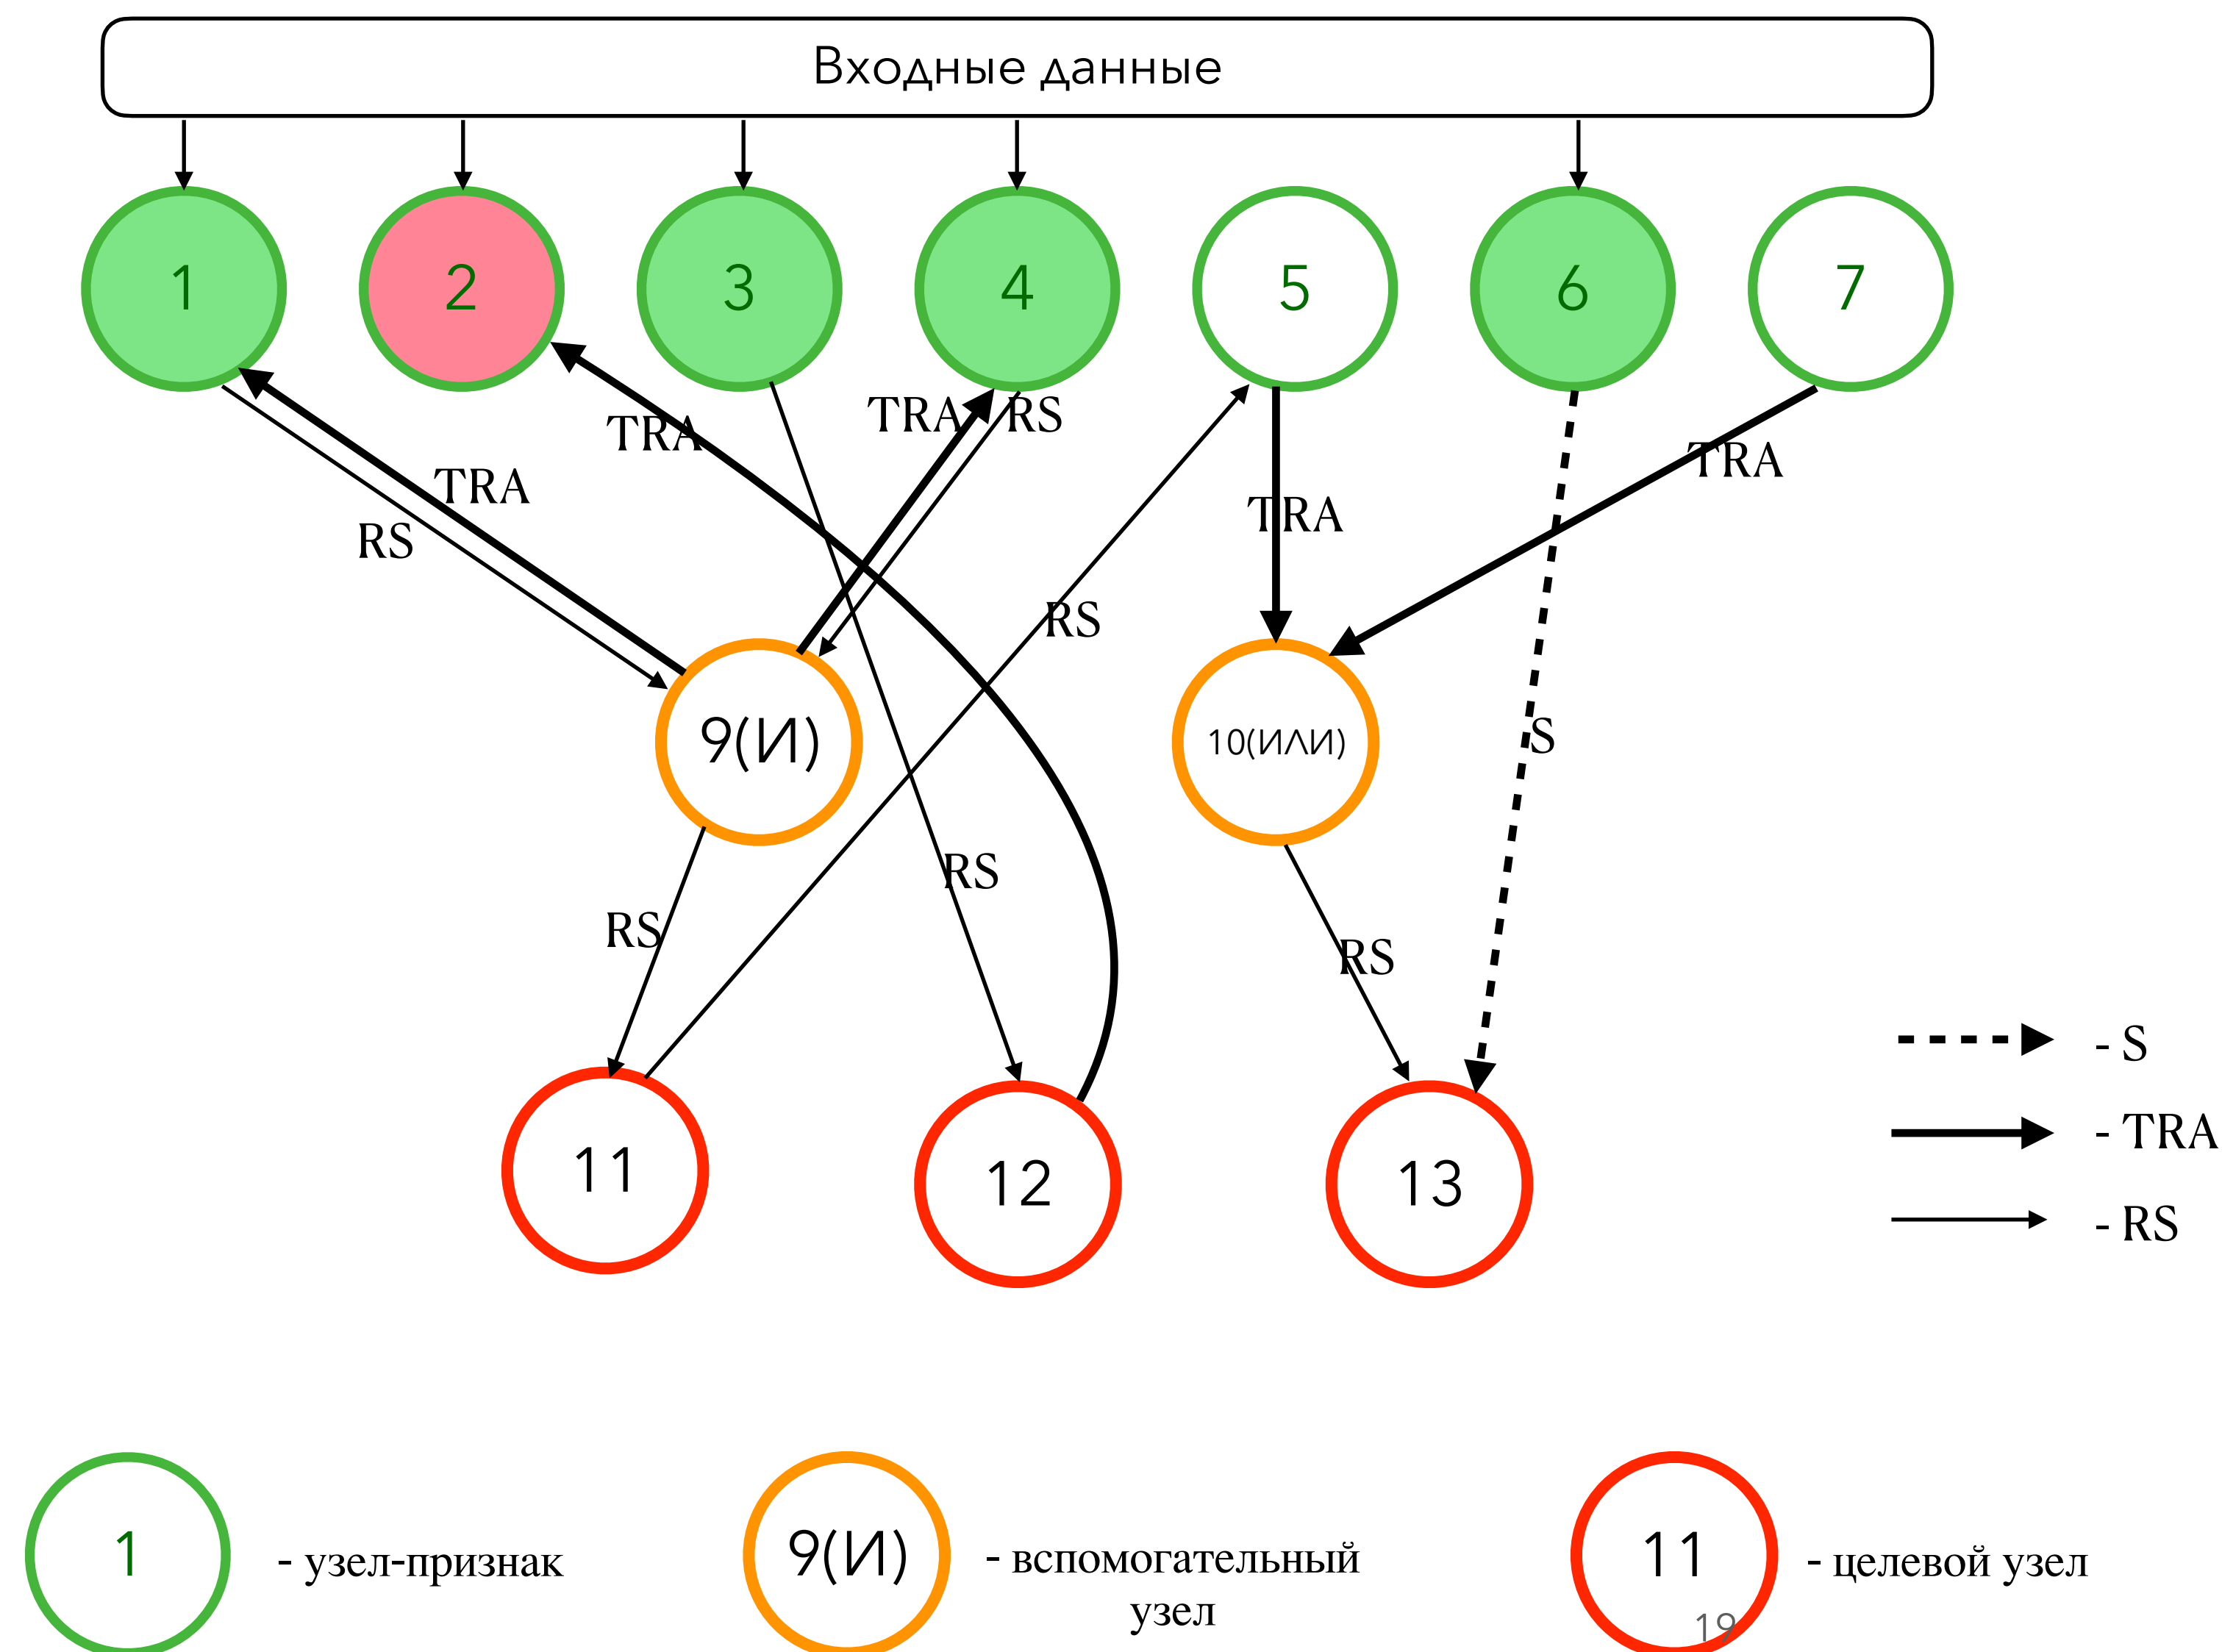 Входные данные
1
2
3
4
5
6
7
TRA
RS
TRA
TRA
TRA
RS
TRA
RS
RS
9(И)
10(ИЛИ)
S
RS
RS
RS
11
12
13
- S
- TRA
- RS
1
- узел-признак
9(И)
- вспомогательный
узел
11
- целевой узел
19